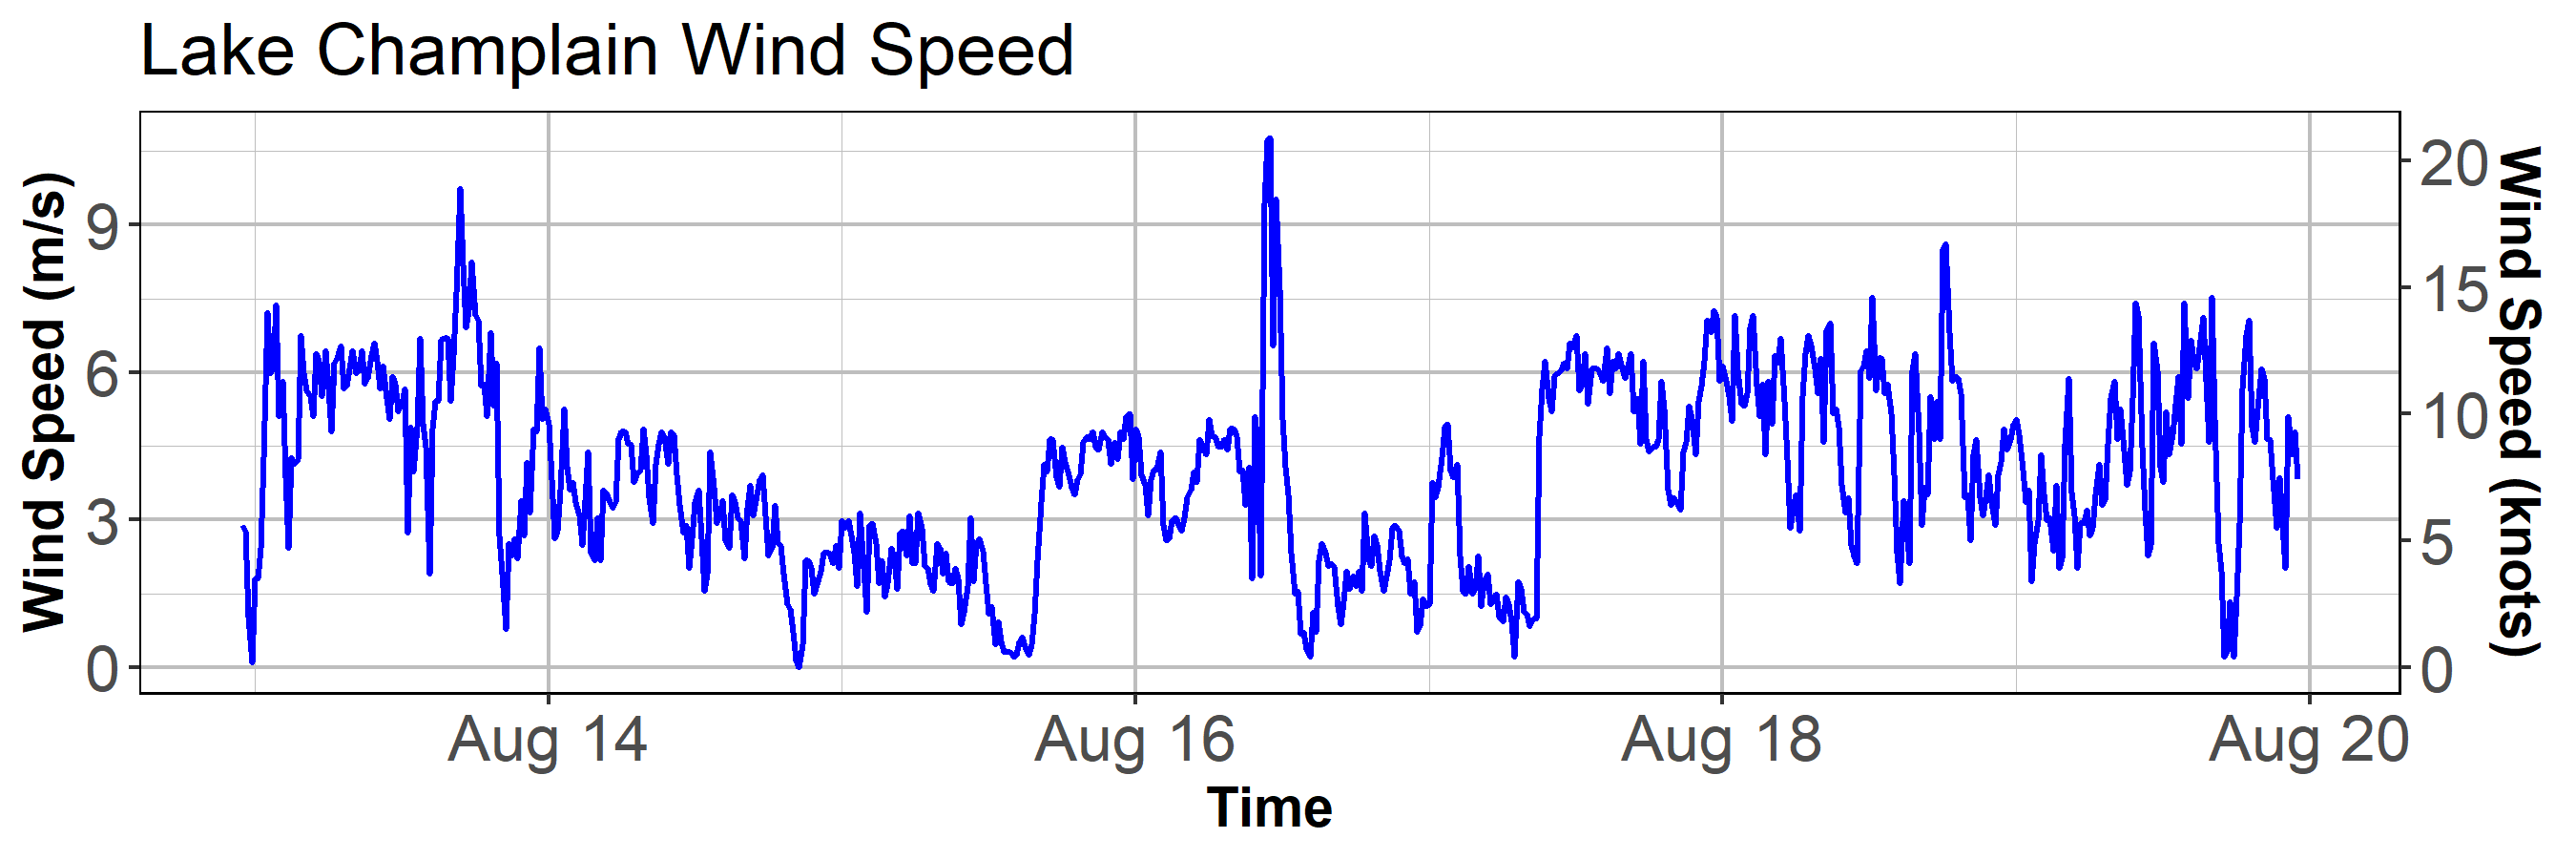 Lake Champlain Wind Speed
Wind Speed (m/s)
9
6
3
0
20
15
10
5
0
Wind Speed (knots)
Aug 14
Aug 16
Aug 18
Aug 20
Time